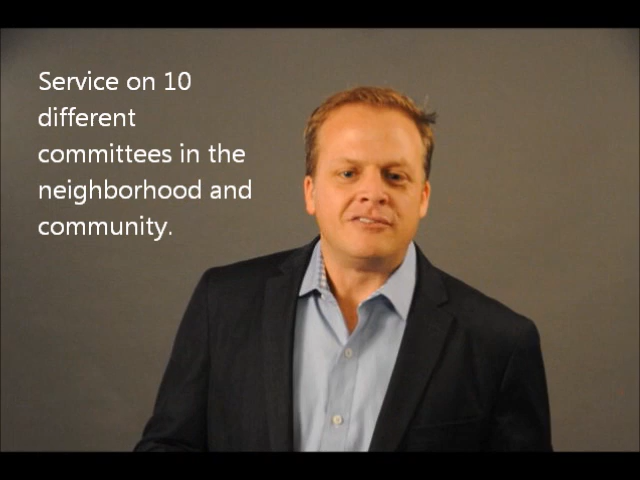 Service on 10
different
committees in the
neighborhood and
community.